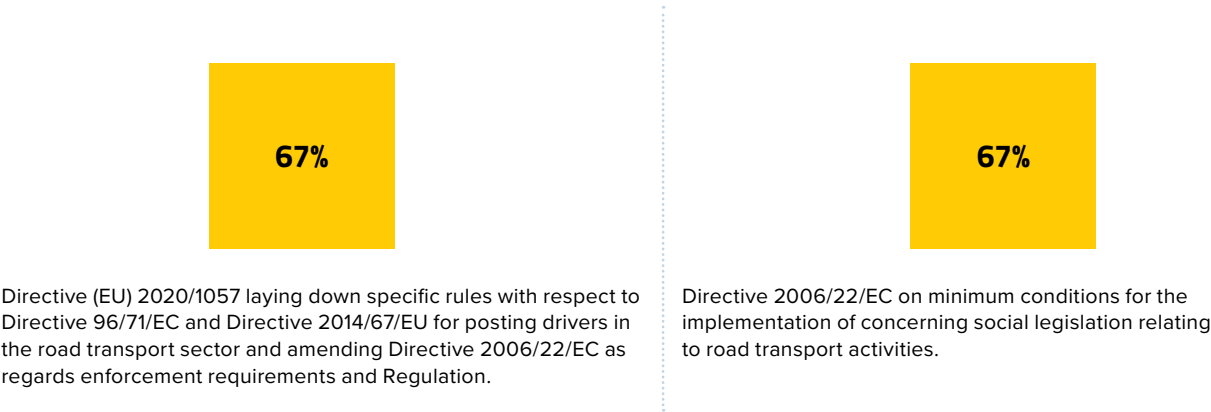 67%
Directive (EU) 2020/1057 laying down specific rules with respect to
Directive 96/71/EC and Directive 2014/67/EU for posting drivers in
the road transport sector and amending Directive 2006/22/EC as
regards enforcement requirements and Regulation.
67%
Directive 2006/22/EC on minimum conditions for the
implementation of concerning social legislation relating
to road transport activities.